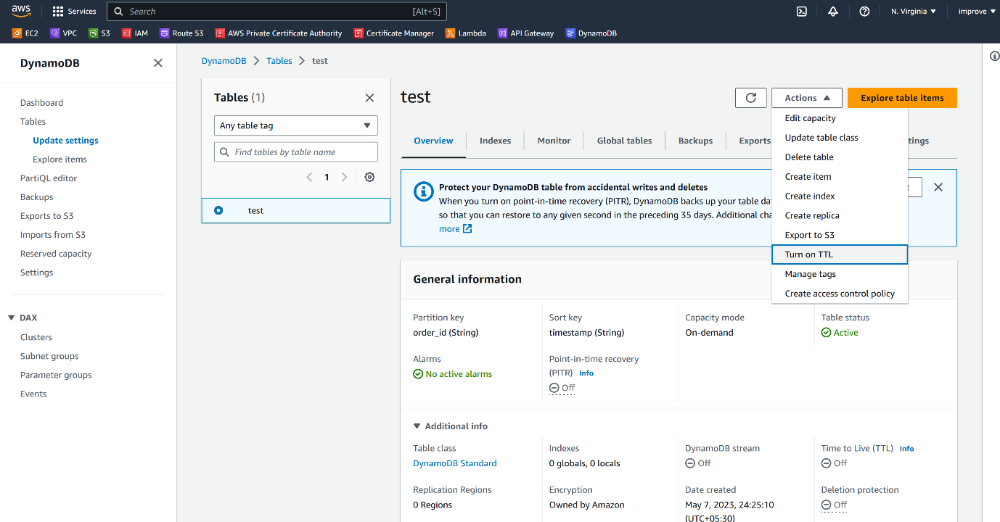 aws
Services
Search
[Alt+S]
N. Virginia
improve
EC2
VPC
S3
IAM
Route 53
AWS Private Certificate Authority
Certificate Manager
Lambda
API Gateway
DynamoDB
DynamoDB
Dashboard
Tables
Update settings
Explore items
PartiQL editor
Backups
Exports to S3
Imports from S3
Reserved capacity
Settings
DAX
Clusters
Subnet groups
Parameter groups
Events
DynamoDB
Tables
test
Tables (1)
Any table tag
Find tables by table name
1
test
test
Actions
Explore table items
Edit capacity
Update table class
Delete table
Create item
Create index
Create replica
Export to S3
Turn on TTL
Manage tags
Create access control policy
Overview
Indexes
Monitor
Global tables
Backups
Exports
tings
Protect your DynamoDB table from accidental writes and deletes
When you turn on point-in-time recovery (PITR), DynamoDB backs up your table da
so that you can restore to any given second in the preceding 35 days. Additional cha
more
General information
Partition key
order_id (String)
Sort key
timestamp (String)
Capacity mode
On-demand
Table status
Active
Alarms
No active alarms
Point-in-time recovery
(PITR) Info
Off
Additional info
Table class
DynamoDB Standard
Indexes
0 globals, 0 locals
DynamoDB stream
Off
Time to Live (TTL) Info
Off
Replication Regions
0 Regions
Encryption
Owned by Amazon
Date created
May 7, 2023, 24:25:10
(UTC+05:30)
Deletion protection
Off